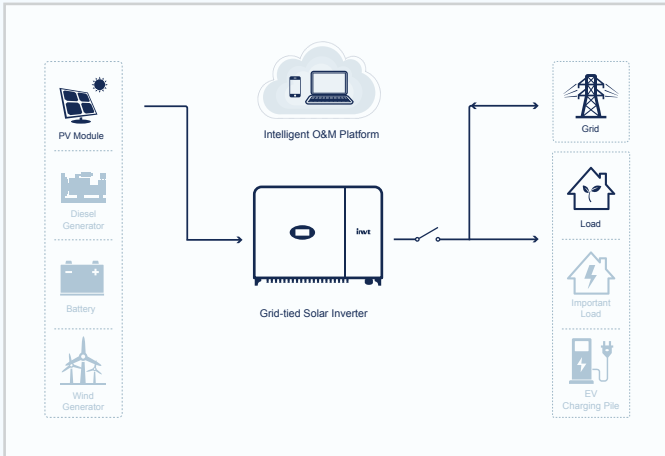 PV Module
Diesel
Generator
Battery
Wind
Generator
Intelligent O&M Platform
invt
Grid-tied Solar Inverter
Grid
Load
Important
Load
EV
Charging Pile